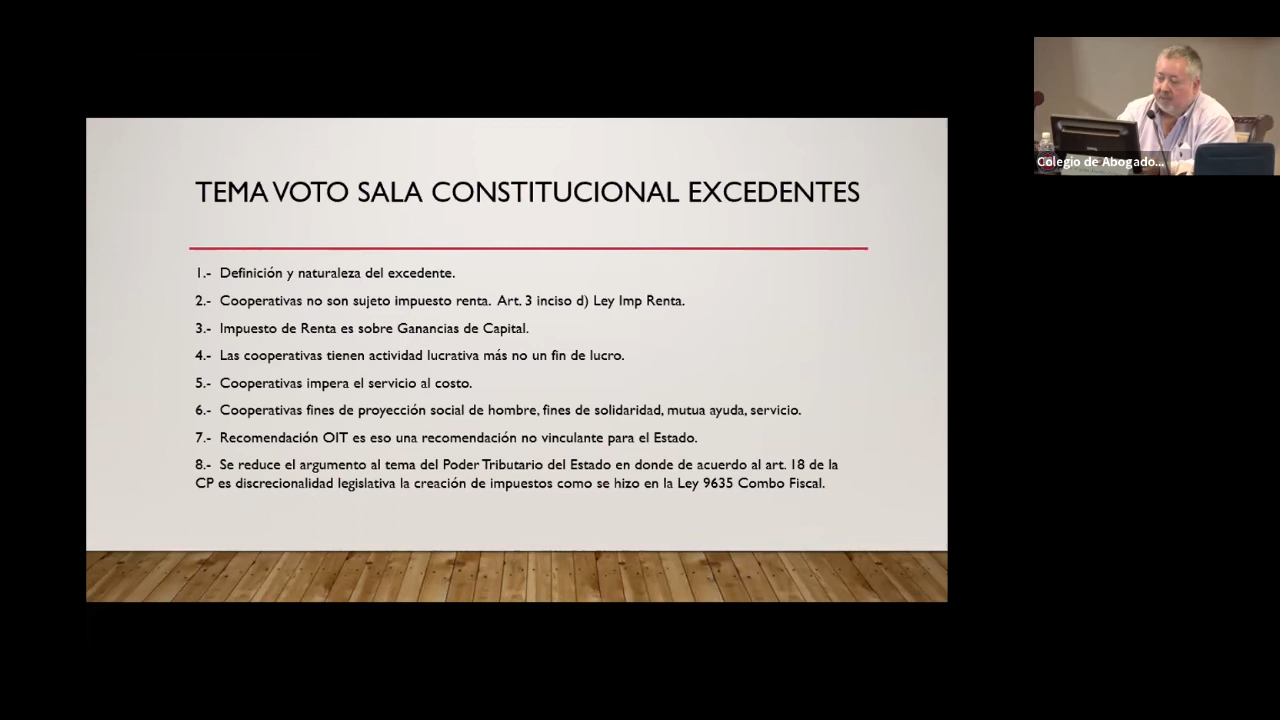 TEMA VOTO SALA CONSTITUCIONAL EXCEDENTES
1.- Definición y naturaleza del excedente.
2.- Cooperativas no son sujeto impuesto renta. Art. 3 inciso d) Ley Imp Renta.
3.- Impuesto de Renta es sobre Ganancias de Capital.
4.- Las cooperativas tienen actividad lucrativa más no un fin de lucro.
5.- Cooperativas impera el servicio al costo.
6.- Cooperativas fines de proyección social de hombre, fines de solidaridad, mutua ayuda, servicio.
7.- Recomendación OIT es eso una recomendación no vinculante para el Estado.
8.- Se reduce el argumento al tema del Poder Tributario del Estado en donde de acuerdo al art. 18 de la
CP es discrecionalidad legislativa la creación de impuestos como se hizo en la Ley 9635 Combo Fiscal.
Colegio de Abogado...